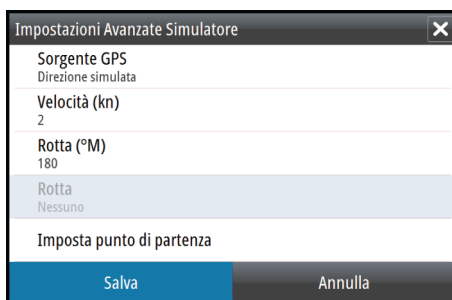 Impostazioni Avanzate Simulatore
Sorgente GPS
Direzione simulata
Velocità (kn)
2
Rotta (°M)
180
Rotta
Nessuno
Imposta punto di partenza
Salva
Annulla